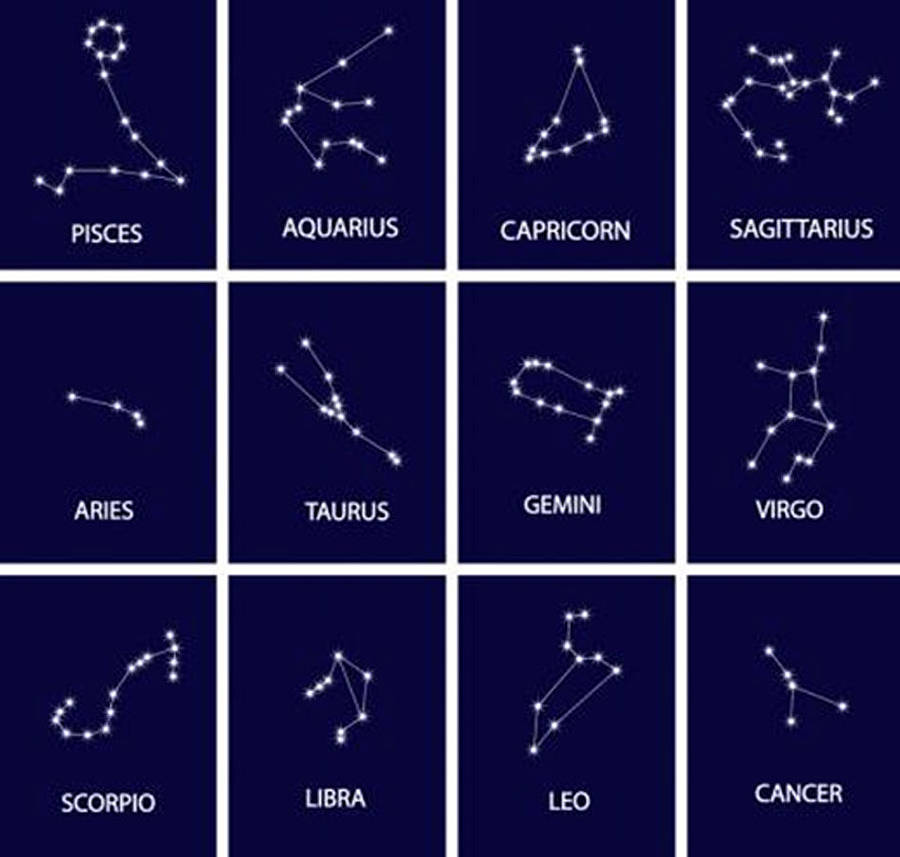 PISCES
AQUARIUS
CAPRICORN
SAGITTARIUS
ARIES
TAURUS
GEMINI
VIRGO
SCORPIO
LIBRA
LEO
CANCER